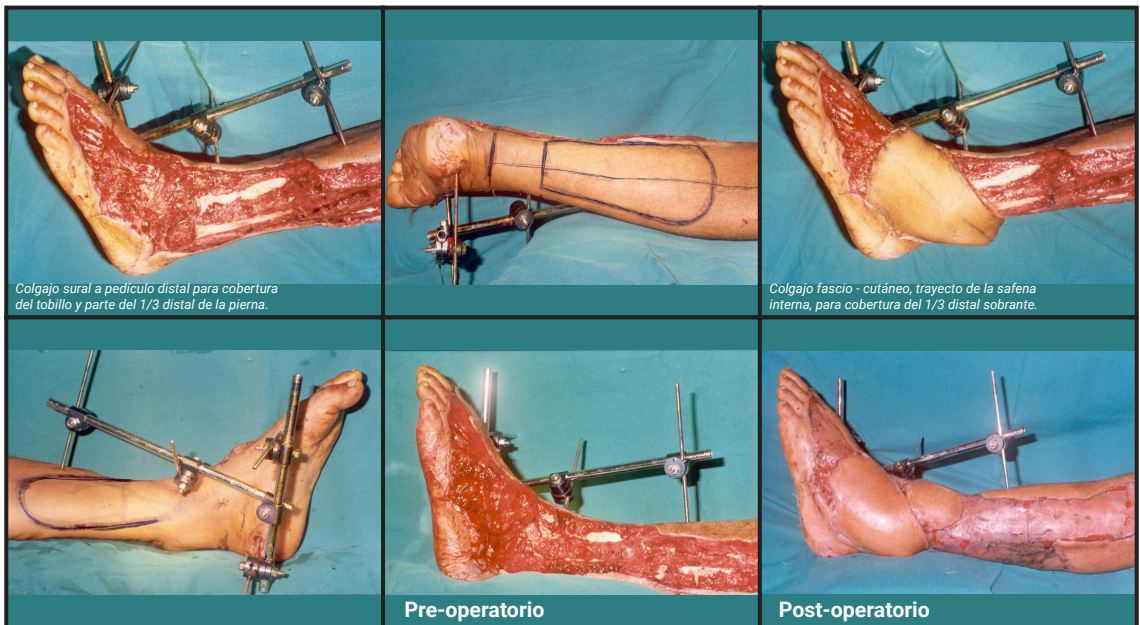 Colgajo sural a pedículo distal para cobertura
del tobillo y parte del 1/3 distal de la pierna.
Colgajo fascio - cutáneo, trayecto de la safena
interna, para cobertura del 1/3 distal sobrante.
Pre-operatorio
Post-operatorio